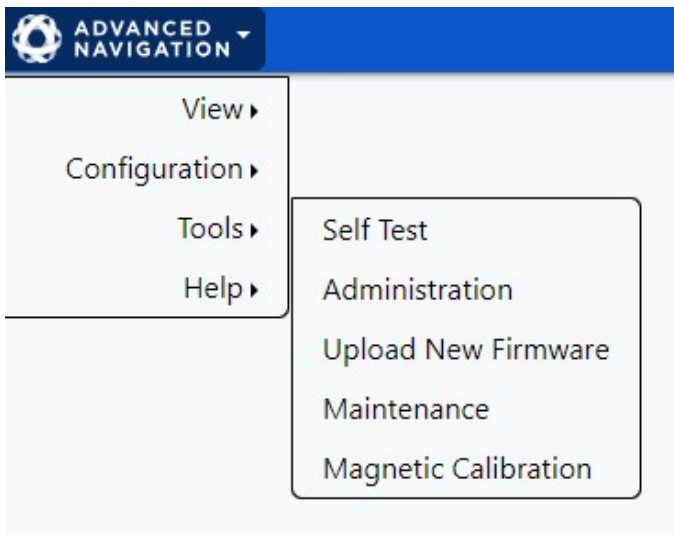 ADVANCED
NAVIGATION
View
Configuration
Tools
Help
Self Test
Administration
Upload New Firmware
Maintenance
Magnetic Calibration